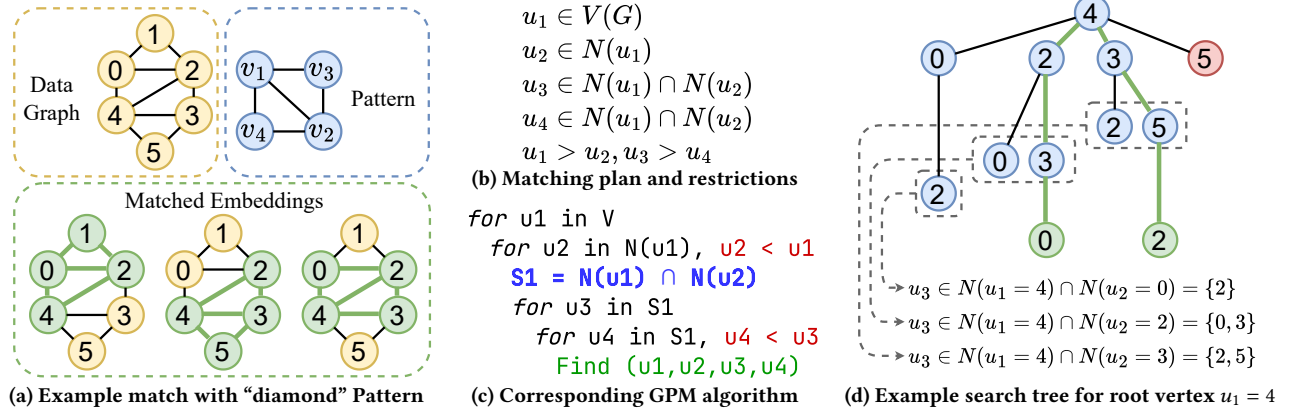 1
0
2
4
3
5
Data
Graph
v₁
v₃
v₄
v₂
Pattern
Matched Embeddings
1
0
2
4
3
5
1
0
2
4
3
5
1
0
2
4
3
5
(a) Example match with “diamond” Pattern
u₁ ∈ V(G)
u₂ ∈ N(u₁)
u₃ ∈ N(u₁) ∩ N(u₂)
u₄ ∈ N(u₁) ∩ N(u₂)
u₁ > u₂, u₃ > u₄
(b) Matching plan and restrictions
for u1 in V
for u2 in N(u1), u2 < u1
S1 = N(u1) ∩ N(u2)
for u3 in S1
for u4 in S1, u4 < u3
Find (u1,u2,u3,u4)
(c) Corresponding GPM algorithm
4
0
2
3
5
2
5
0
3
2
0
2
u₃ ∈ N(u₁ = 4) ∩ N(u₂ = 0) = {2}
u₃ ∈ N(u₁ = 4) ∩ N(u₂ = 2) = {0, 3}
u₃ ∈ N(u₁ = 4) ∩ N(u₂ = 3) = {2, 5}
(d) Example search tree for root vertex u₁ = 4